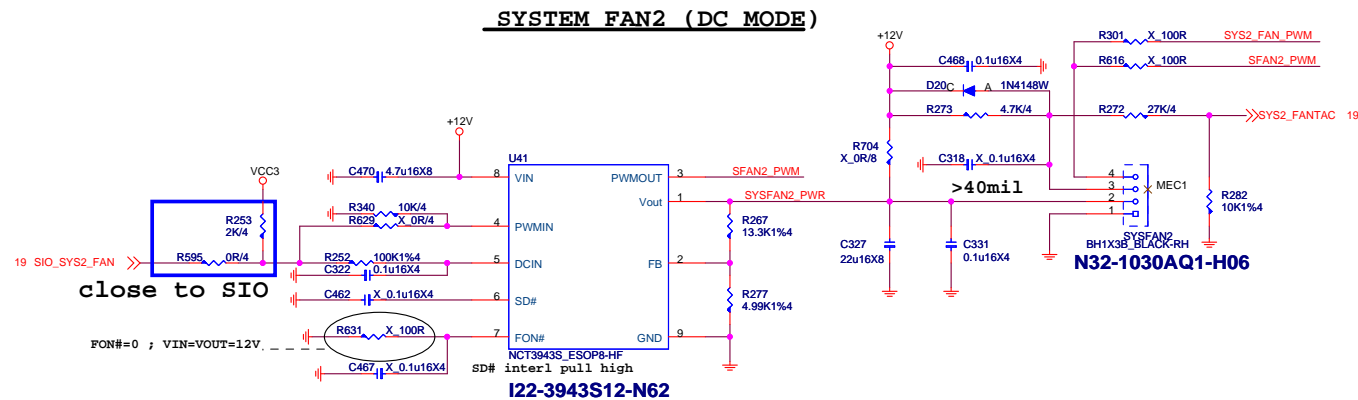 SYSTEM FAN2 (DC MODE)
+12V
C468 0.1u16X4
D20 C A 1N4148W
R273 4.7K/4
R301 X_100R SYS2_FAN_PWM
R616 X_100R SFAN2_PWM
R272 27K/4
SYS2_FANTAC 19
R704
X_0R/8
C318 X_0.1u16X4
>40mil
4
3
2
1
MEC1
SYSFAN2
BH1X3B_BLACK-RH
N32-1030AQ1-H06
R282
10K1%4
+12V
C470 4.7u16X8
VCC3
R253
2K/4
R340 10K/4
R629 X_0R/4
19 SIO_SYS2_FAN
R595 0R/4
R252 100K1%4
C322 0.1u16X4
close to SIO
C462 X_0.1u16X4
R631 X_100R
FON#=0 ; VIN=VOUT=12V
C467 X_0.1u16X4
U41
8 VIN
4 PWMIN
5 DCIN
6 SD#
7 FON#
PWMOUT 3
Vout 1
FB 2
GND 9
SFAN2_PWM
SYSFAN2_PWR
R267
13.3K1%4
R277
4.99K1%4
C327
22u16X8
C331
0.1u16X4
NCT3943S_ESOP8-HF
SD# interl pull high
I22-3943S12-N62